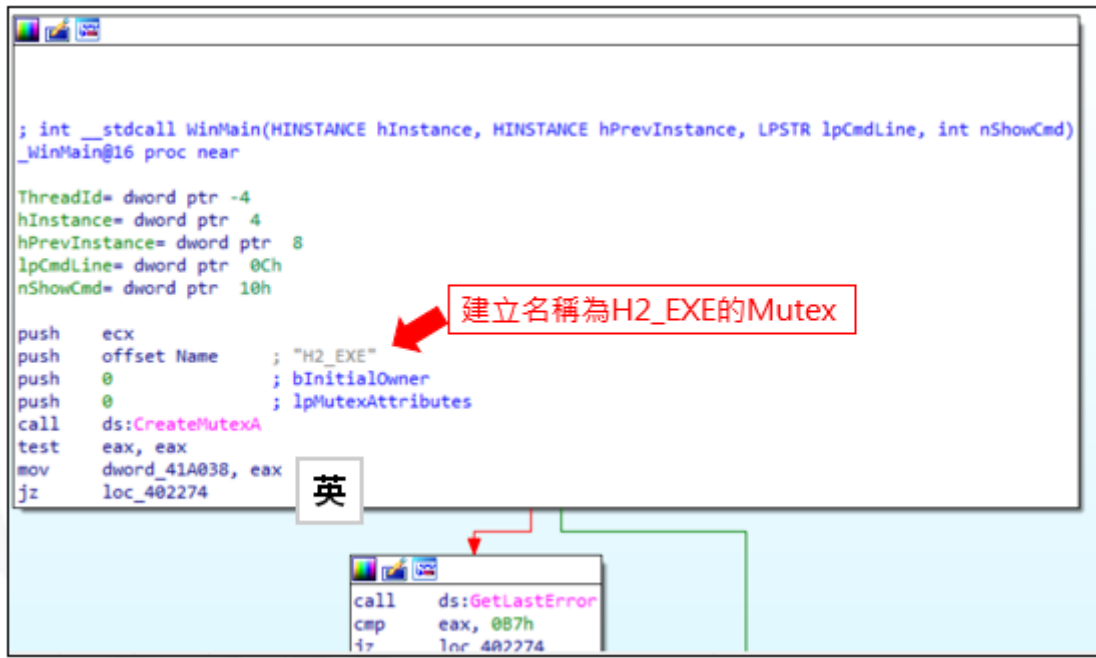 ; int __stdcall WinMain(HINSTANCE hInstance, HINSTANCE hPrevInstance, LPSTR lpCmdLine, int nShowCmd)
_WinMain@16 proc near
ThreadId= dword ptr -4
hInstance= dword ptr  4
hPrevInstance= dword ptr  8
lpCmdLine= dword ptr  0Ch
nShowCmd= dword ptr  10h
建立名稱為H2_EXE的Mutex
push    ecx
push    offset Name     ; "H2_EXE"
push    0               ; bInitialOwner
push    0               ; lpMutexAttributes
call    ds:CreateMutexA
test    eax, eax
mov     dword_41A038, eax
jz      loc_402274
英
call    ds:GetLastError
cmp     eax, 0B7h
jz      loc_402274